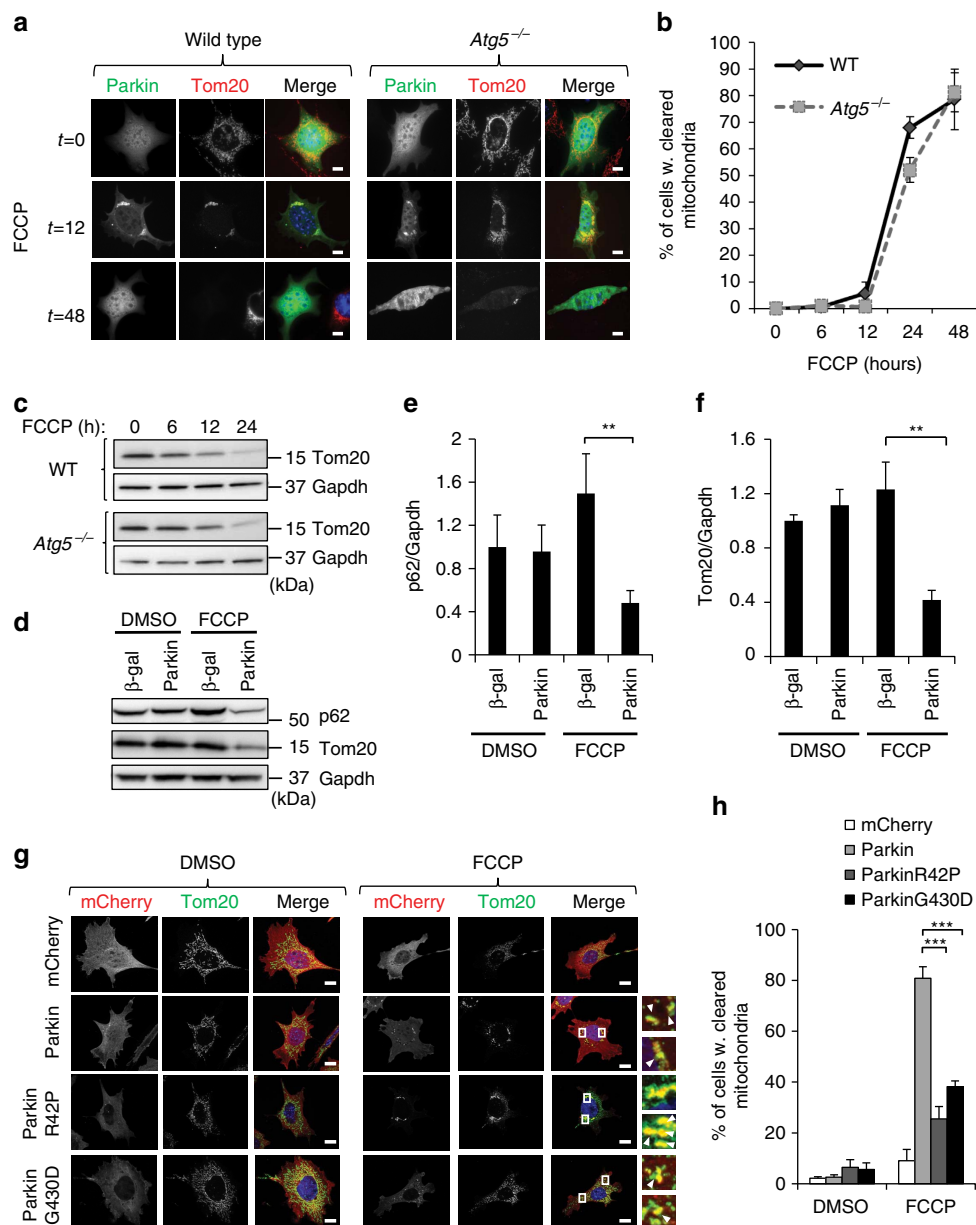 a
Wild type
Atg5–/–
Parkin Tom20 Merge
Parkin Tom20 Merge
FCCP
t=0
t=12
t=48
b
% of cells w. cleared
mitochondria
100
90
80
70
60
50
40
30
20
10
0
WT
Atg5–/–
0 6 12 24 48
FCCP (hours)
c
FCCP (h): 0 6 12 24
WT
15 Tom20
37 Gapdh
Atg5–/–
15 Tom20
37 Gapdh
(kDa)
d
DMSO FCCP
β-gal Parkin β-gal Parkin
50 p62
15 Tom20
37 Gapdh
(kDa)
e
**
p62/Gapdh
2
1.6
1.2
0.8
0.4
0
β-gal Parkin β-gal Parkin
DMSO FCCP
f
**
Tom20/Gapdh
1.6
1.2
0.8
0.4
0
β-gal Parkin β-gal Parkin
DMSO FCCP
g
DMSO
FCCP
mCherry Tom20 Merge
mCherry Tom20 Merge
mCherry
Parkin
Parkin
R42P
Parkin
G430D
h
mCherry
Parkin
ParkinR42P
ParkinG430D
% of cells w. cleared
mitochondria
100
80
60
40
20
0
***
***
DMSO FCCP